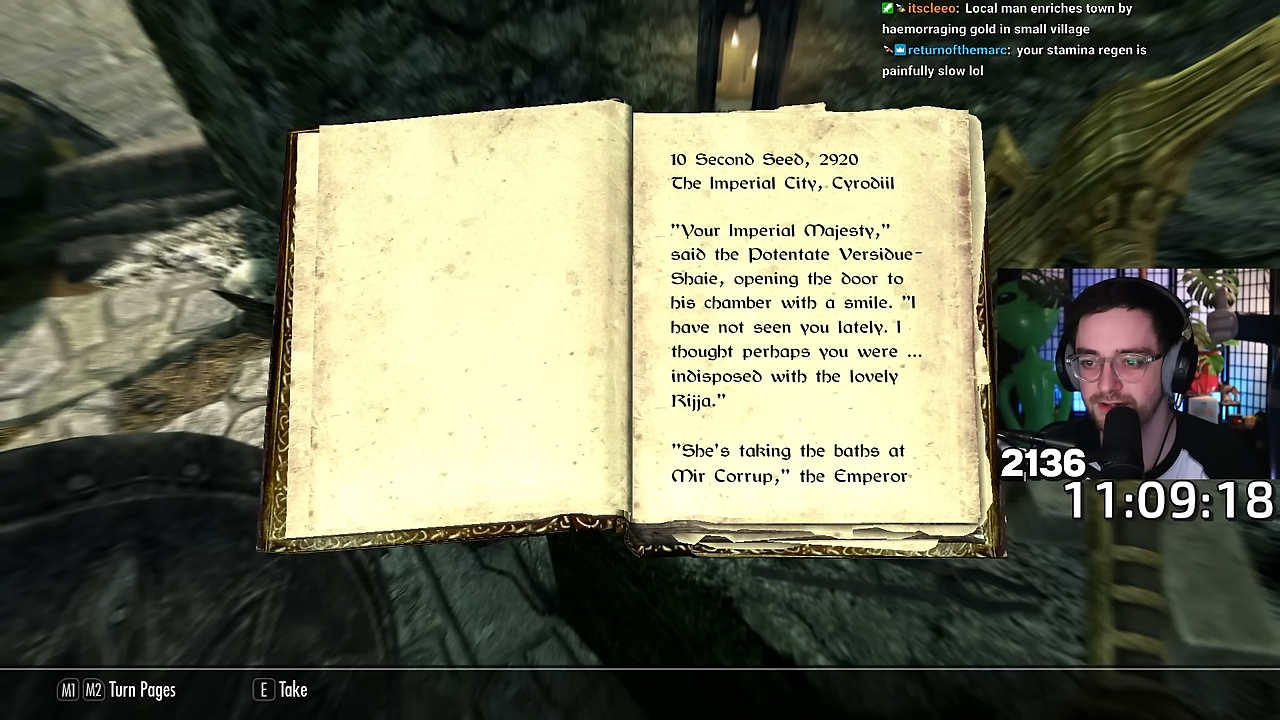 itscleeo: Local man enriches town by
haemorraging gold in small village
returnofthemarc: your stamina regen is
painfully slow lol
10 Second Seed, 2920
The Imperial City, Cyrodiil
"Your Imperial Majesty,"
said the Potentate Versidue-
Shaie, opening the door to
his chamber with a smile. "I
have not seen you lately. I
thought perhaps you were ...
indisposed with the lovely
Rijja."
"She's taking the baths at
Mir Corrup," the Emperor
2136
11:09:18
M1 M2 Turn Pages
E Take